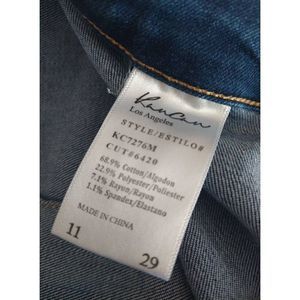 KanCan
Los Angeles
STYLE/ESTILO#
KC7276M
CUT#6420
68.9% Cotton/Algodon
22.9% Polyester/Poliester
7.1% Rayon/Rayon
1.1% Spandex/Elastano
MADE IN CHINA
11 29